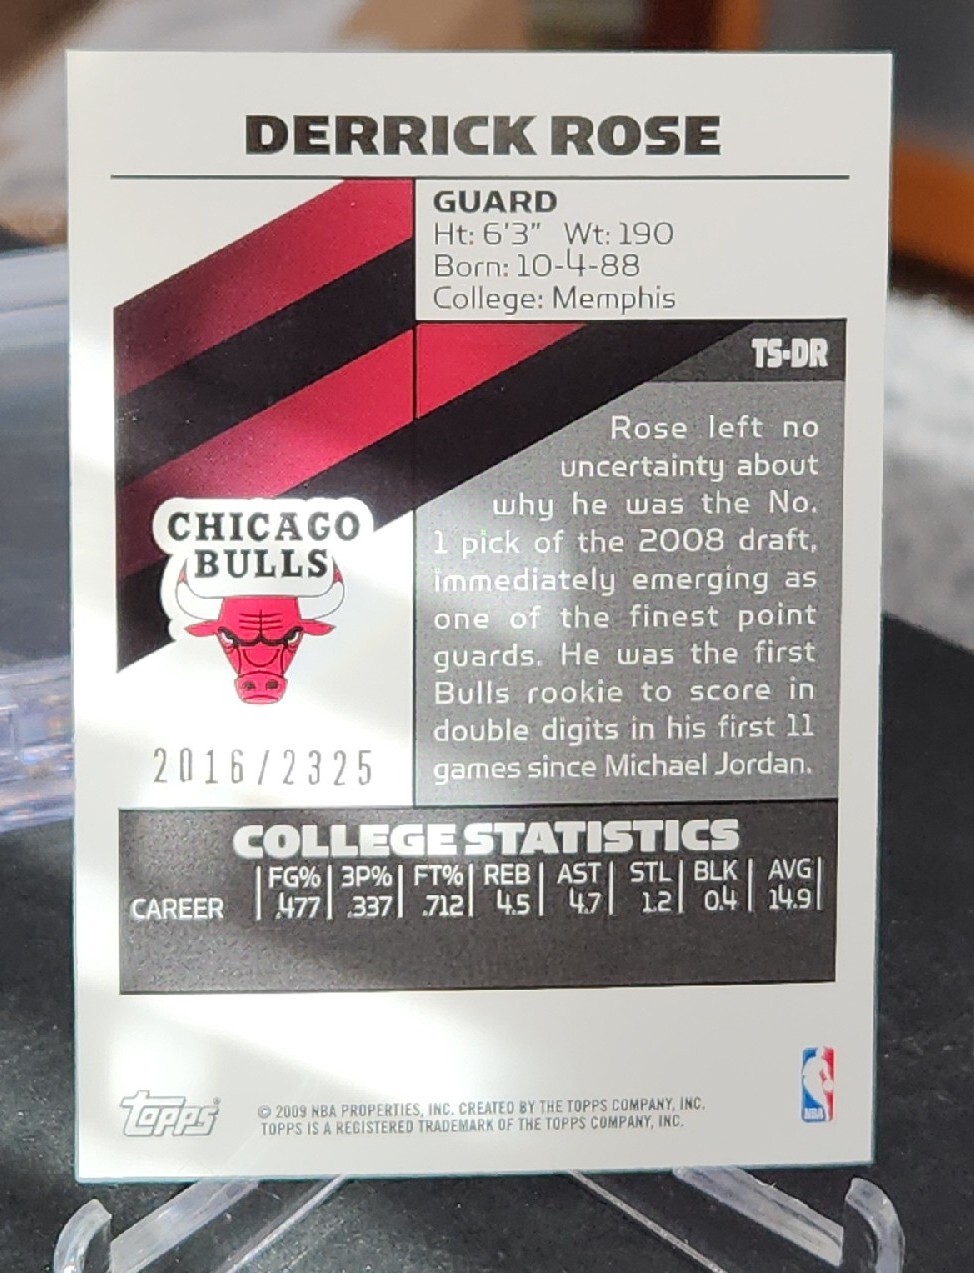 DERRICK ROSE
GUARD
Ht: 6'3" Wt: 190
Born: 10-4-88
College: Memphis
TS-DR
Rose left no
uncertainty about
why he was the No.
1 pick of the 2008 draft,
immediately emerging as
one of the finest point
guards. He was the first
Bulls rookie to score in
double digits in his first 11
games since Michael Jordan.
CHICAGO
BULLS
2016/2325
COLLEGE STATISTICS
FG% 3P% FT% REB AST STL BLK AVG
CAREER .477 .337 .712 4.5 4.7 1.2 0.4 14.9
Topps®
© 2009 NBA PROPERTIES, INC. CREATED BY THE TOPPS COMPANY, INC.
TOPPS IS A REGISTERED TRADEMARK OF THE TOPPS COMPANY, INC.
NBA